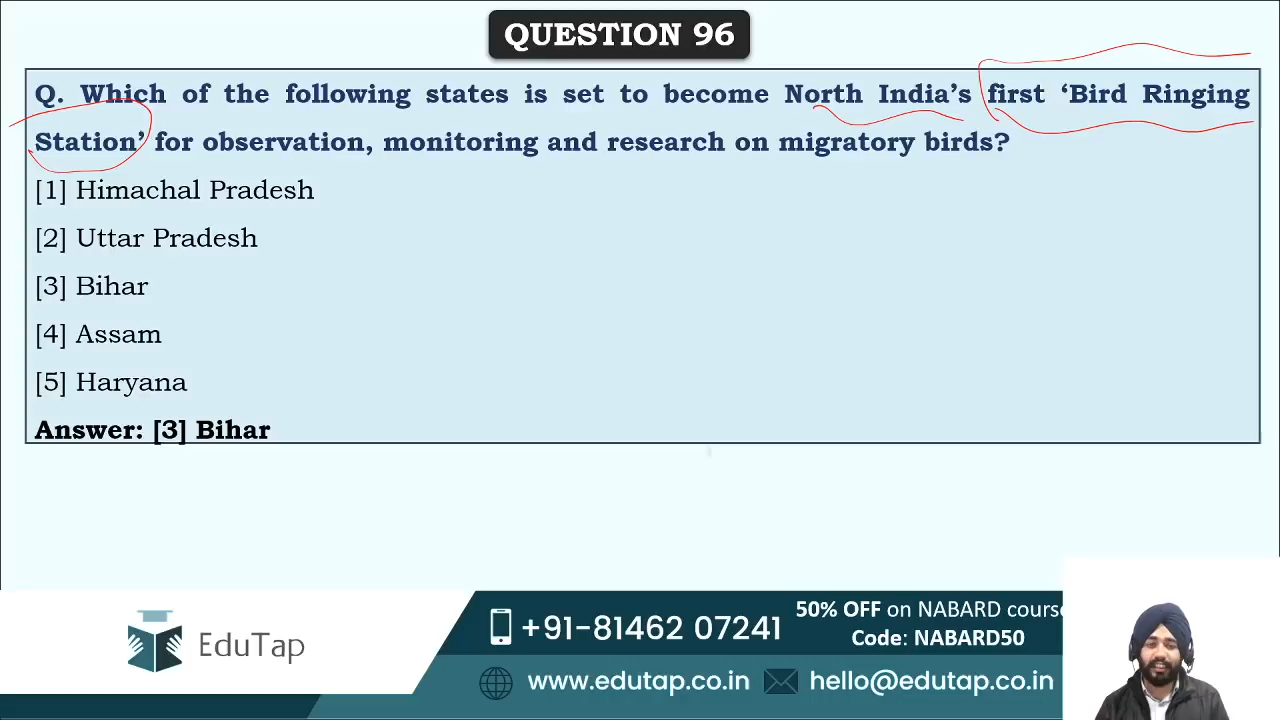 QUESTION 96
Q. Which of the following states is set to become North India's first 'Bird Ringing
Station' for observation, monitoring and research on migratory birds?
[1] Himachal Pradesh
[2] Uttar Pradesh
[3] Bihar
[4] Assam
[5] Haryana
Answer: [3] Bihar
EduTap
+91-81462 07241
50% OFF on NABARD course
Code: NABARD50
www.edutap.co.in
hello@edutap.co.in